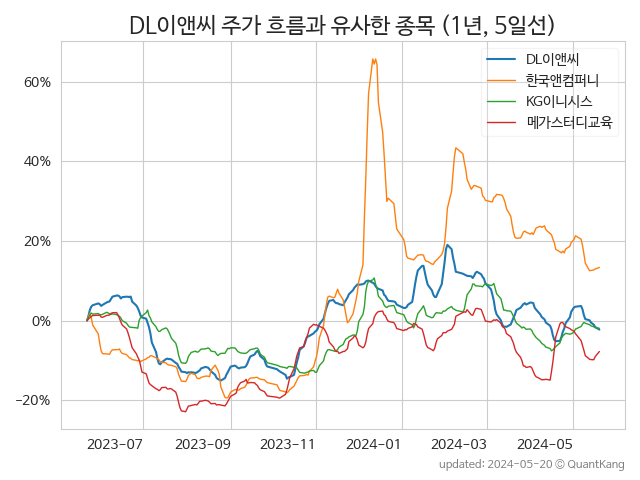 DL이앤씨 주가 흐름과 유사한 종목 (1년, 5일선)
DL이앤씨
한국앤컴퍼니
KG이니시스
메가스터디교육
60%
40%
20%
0%
−20%
2023-07
2023-09
2023-11
2024-01
2024-03
2024-05
updated: 2024-05-20 © QuantKang